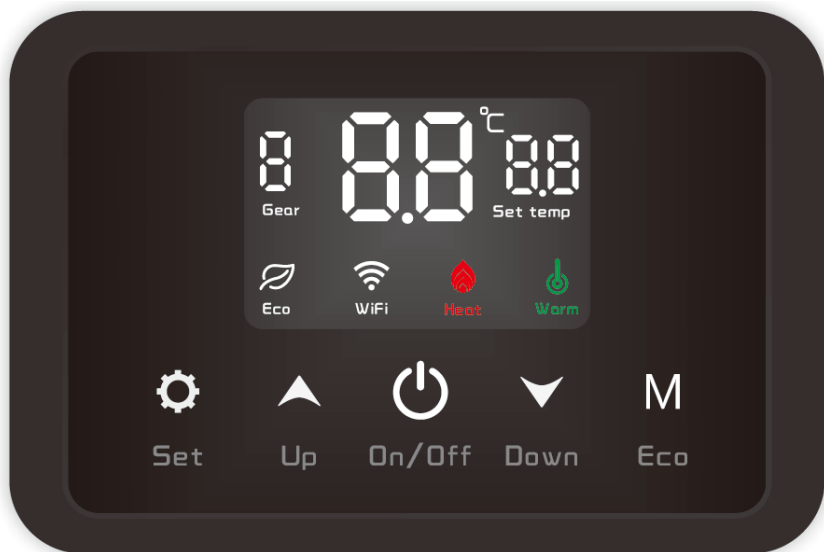 8 8.8 °C 8.8
Gear Set temp
Eco WiFi Heat Warm
M
Set Up On/Off Down Eco